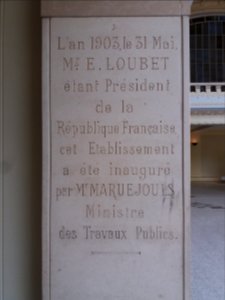 L'an 1903, le 31 Mai,
Mr E. LOUBET
étant Président
de la
République Française,
cet Etablissement
a été inauguré
par Mr MARUEJOULS
Ministre
des Travaux Publics.